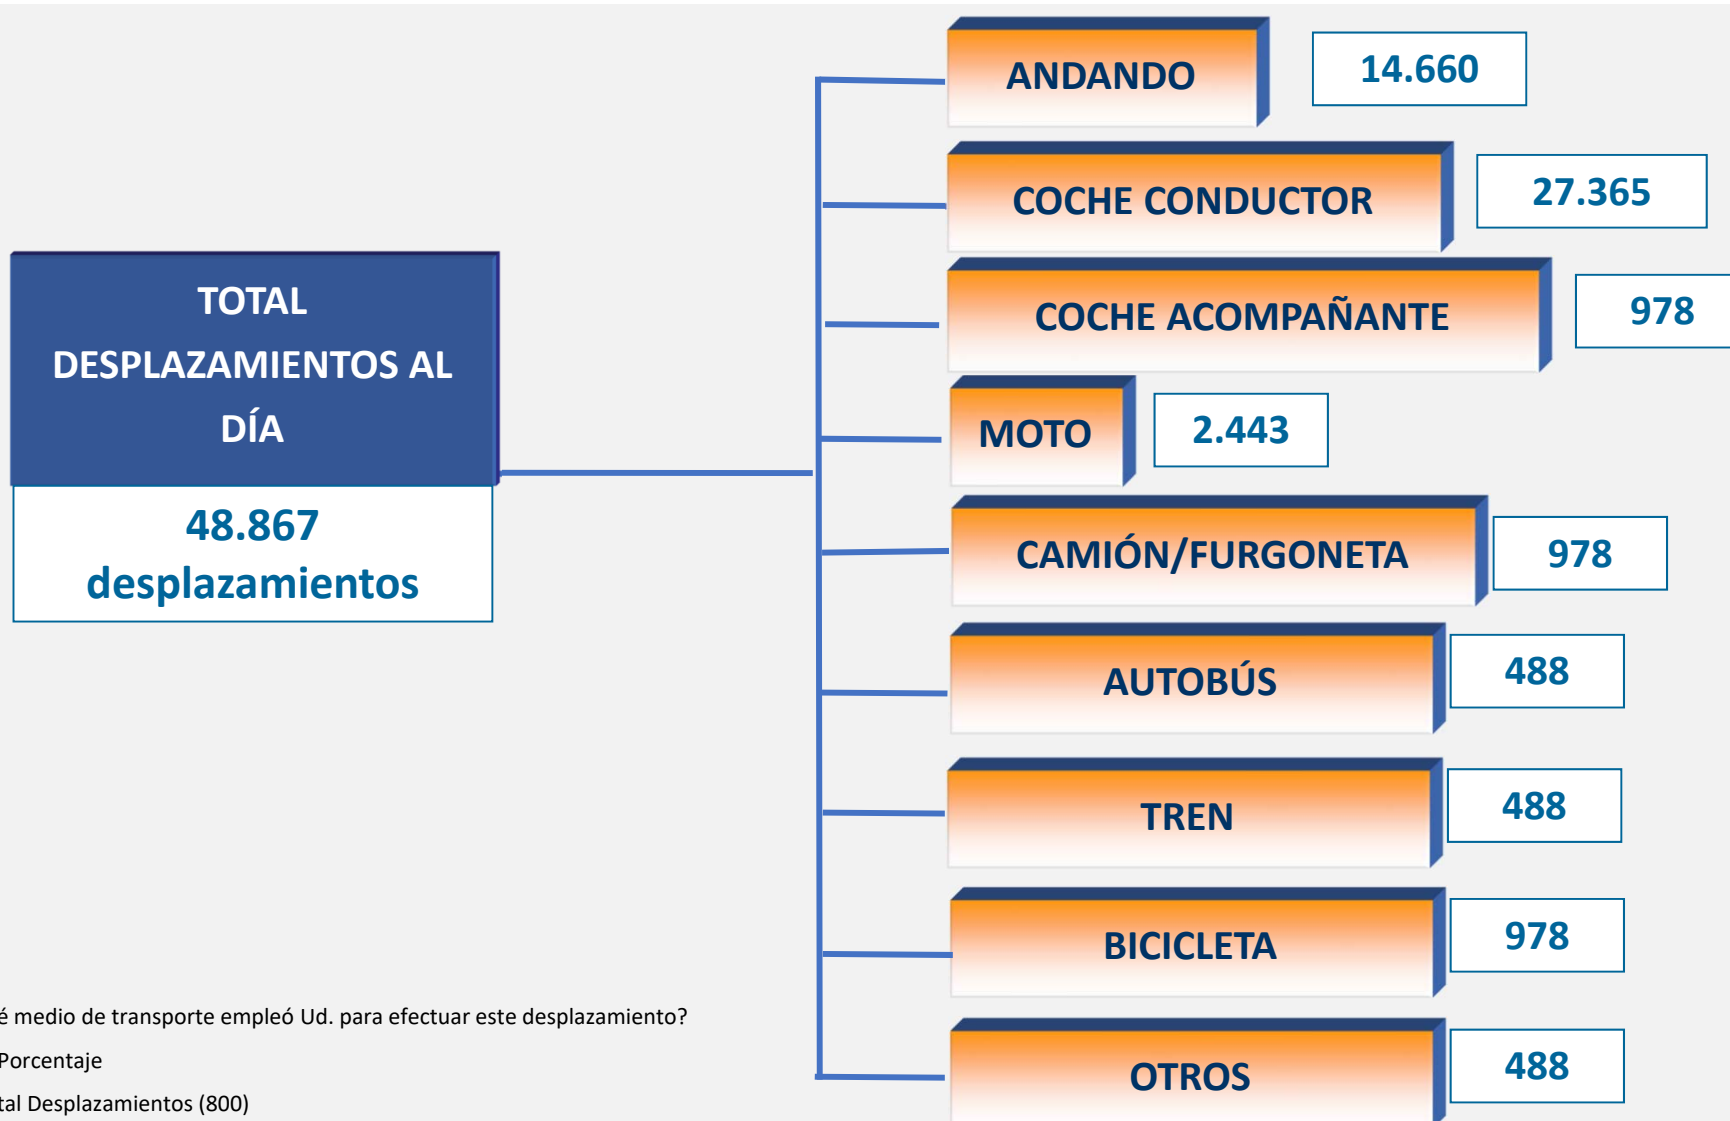 TOTAL
DESPLAZAMIENTOS AL
DÍA
48.867
desplazamientos
ANDANDO
14.660
COCHE CONDUCTOR
27.365
COCHE ACOMPAÑANTE
978
MOTO
2.443
CAMIÓN/FURGONETA
978
AUTOBÚS
488
TREN
488
BICICLETA
978
OTROS
488
é medio de transporte empleó Ud. para efectuar este desplazamiento?
Porcentaje
tal Desplazamientos (800)